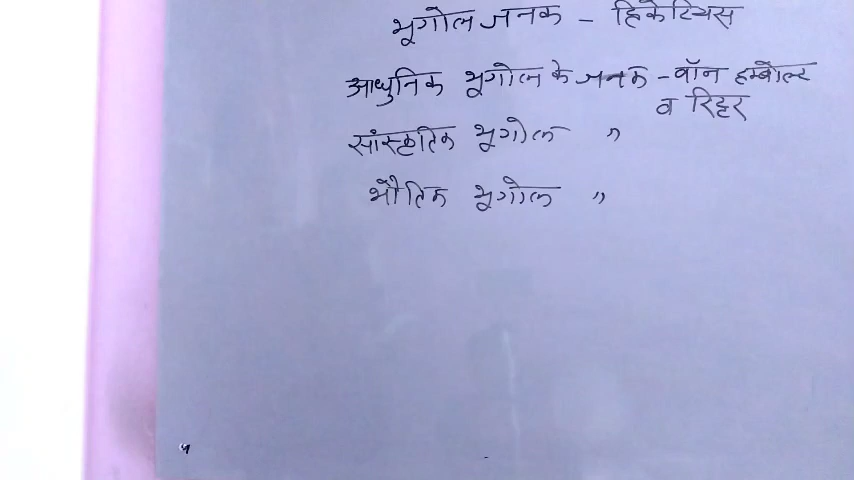 भूगोल जनक - हिकेटियस
आधुनिक भूगोल के जनक - वॉन हम्बोल्ट
व रिट्टर
सांस्कृतिक भूगोल "
भौतिक भूगोल "